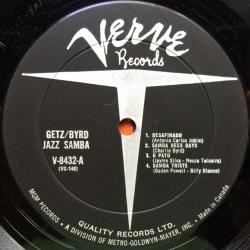 Verve
Records
GETZ/BYRD
JAZZ SAMBA
V-8432-A
(VG-148)
1. DESAFINADO
(Antonio Carlos Jobim)
2. SAMBA DEES DAYS
(Charlie Byrd)
3. O PATO
(Jayme Silva - Neuza Teixeira)
4. SAMBA TRISTE
(Baden Powell - Billy Blanco)
QUALITY RECORDS LTD.
MGM RECORDS • A DIVISION OF METRO-GOLDWYN-MAYER, INC. • Made in Canada